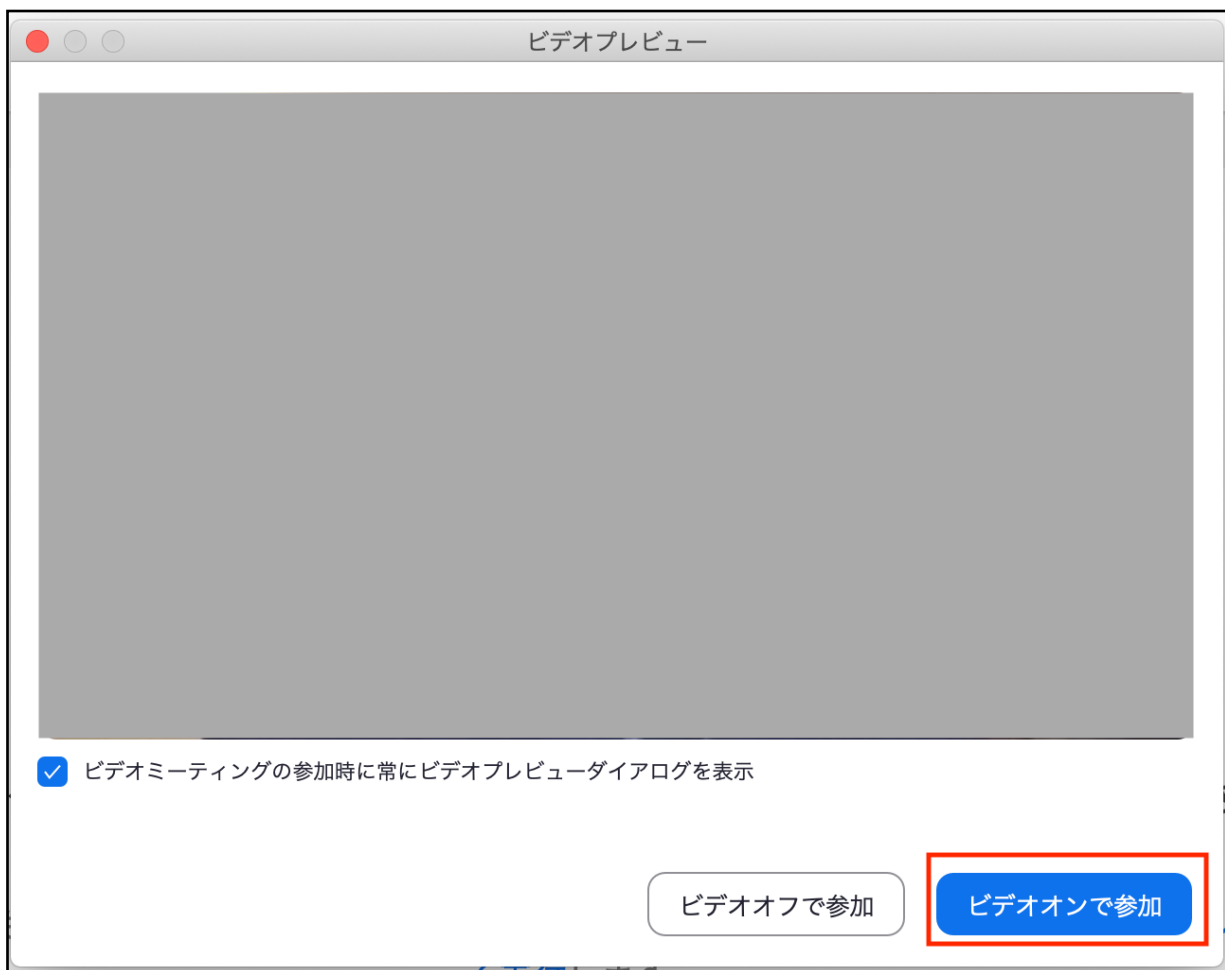 ビデオプレビュー
ビデオミーティングの参加時に常にビデオプレビューダイアログを表示
ビデオオフで参加
ビデオオンで参加